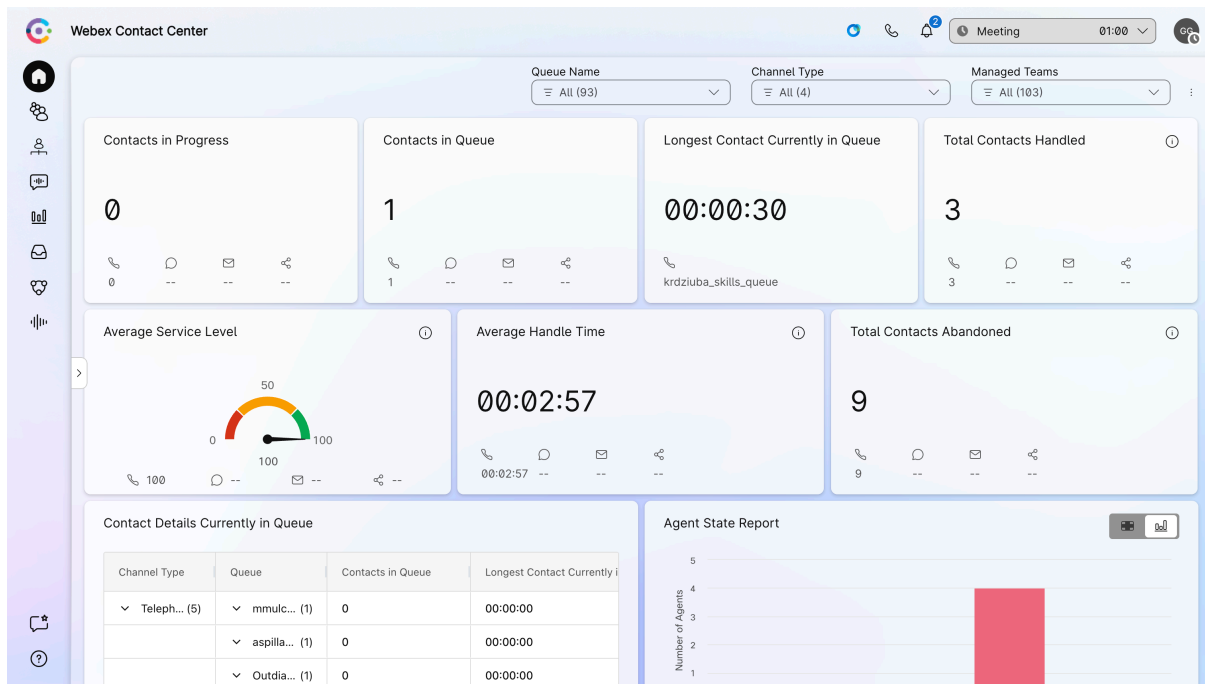 Webex Contact Center
2
Meeting 01:00
GG
Queue Name
All (93)
Channel Type
All (4)
Managed Teams
All (103)
Contacts in Progress
0
0 -- -- --
Contacts in Queue
1
1 -- -- --
Longest Contact Currently in Queue
00:00:30
krdziuba_skills_queue
Total Contacts Handled
3
3 -- -- --
Average Service Level
50
0
100
100
100 -- -- --
Average Handle Time
00:02:57
00:02:57 -- -- --
Total Contacts Abandoned
9
9 -- -- --
Contact Details Currently in Queue
Channel Type Queue Contacts in Queue Longest Contact Currently i
Teleph... (5) mmulc... (1) 0 00:00:00
aspilla... (1) 0 00:00:00
Outdia... (1) 0 00:00:00
Agent State Report
Number of Agents
5
4
3
2
1